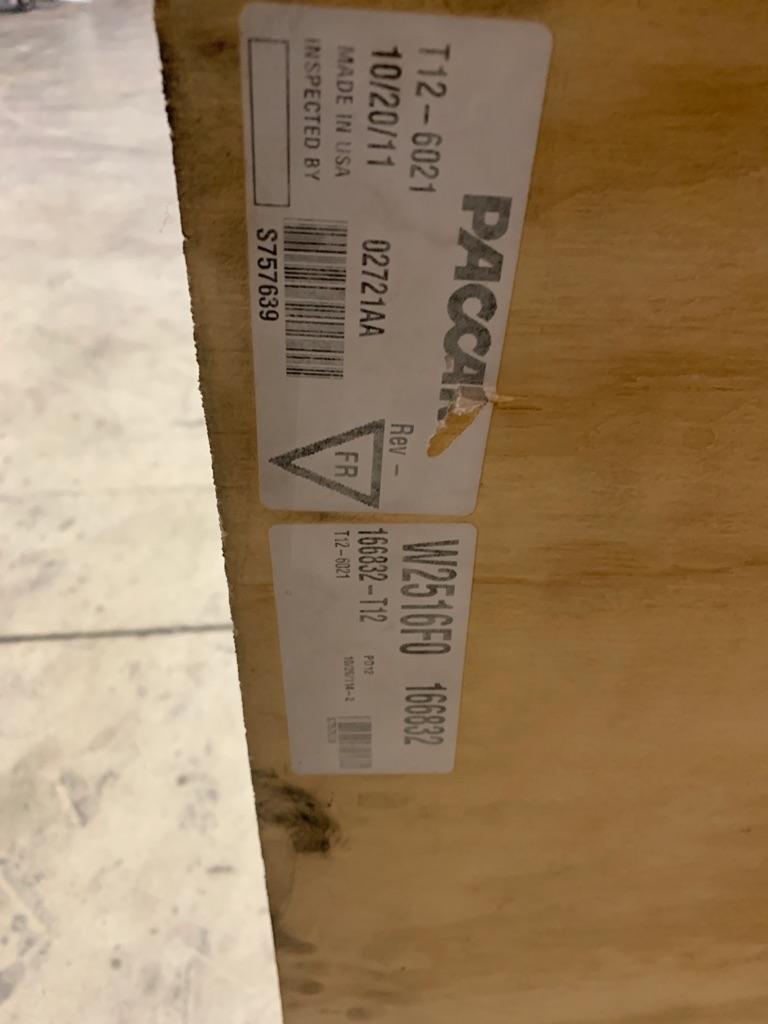 PACCAR
T12-6021
10/20/11
02721AA
Rev -
MADE IN USA
INSPECTED BY
FR
S757639
W2516F0 166832
166832-T12
T12-6021
PD12